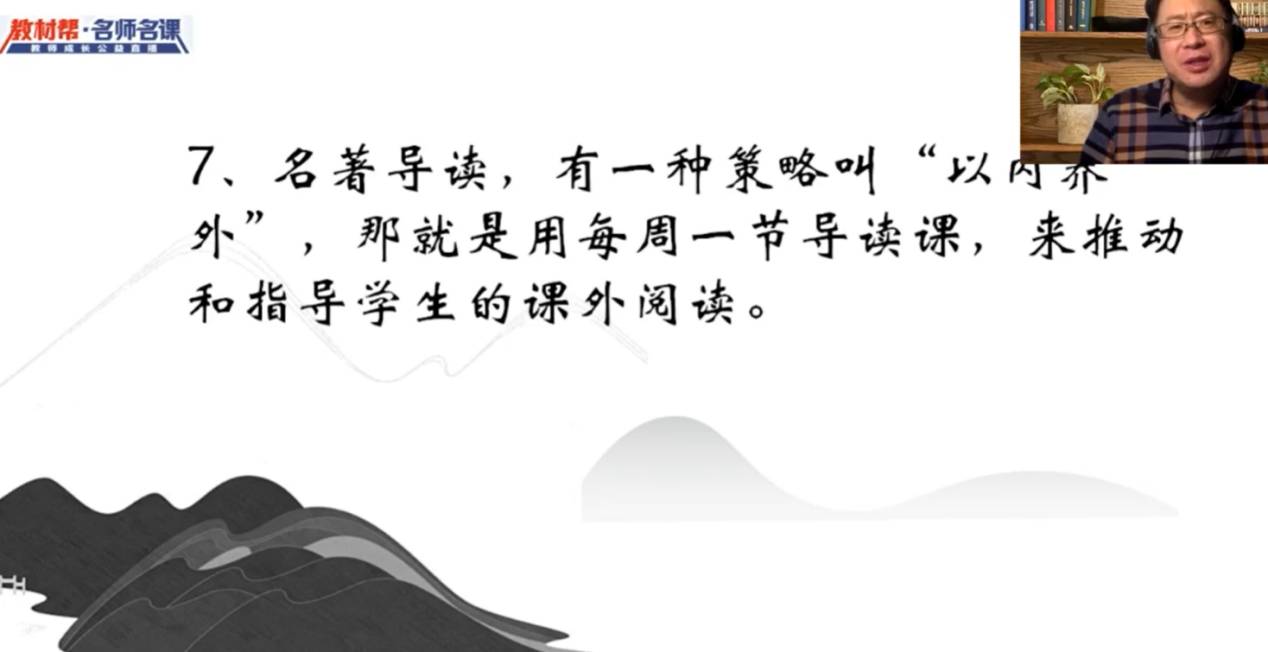 教材帮·名师名课
教师成长公益直播
7、名著导读，有一种策略叫“以内养
外”，那就是用每周一节导读课，来推动
和指导学生的课外阅读。